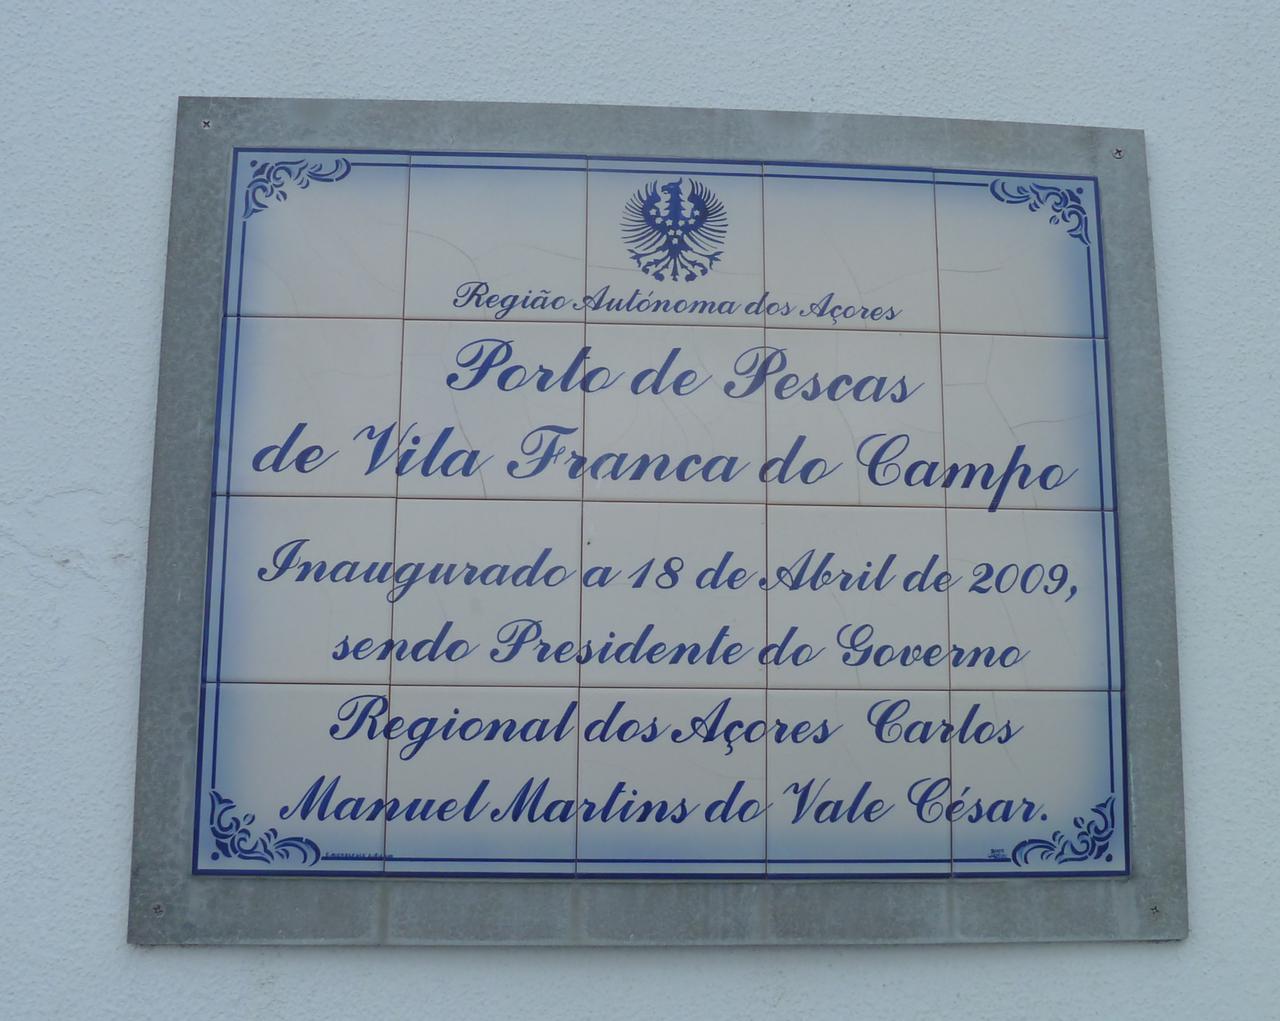 Região Autónoma dos Açores
Porto de Pescas
de Vila Franca do Campo
Inaugurado a 18 de Abril de 2009,
sendo Presidente do Governo
Regional dos Açores Carlos
Manuel Martins do Vale César.